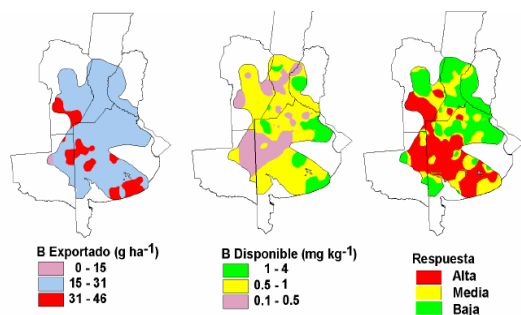 B Exportado (g ha-1)
0 - 15
15 - 31
31 - 46
B Disponible (mg kg-1)
1 - 4
0.5 - 1
0.1 - 0.5
Respuesta
Alta
Media
Baja